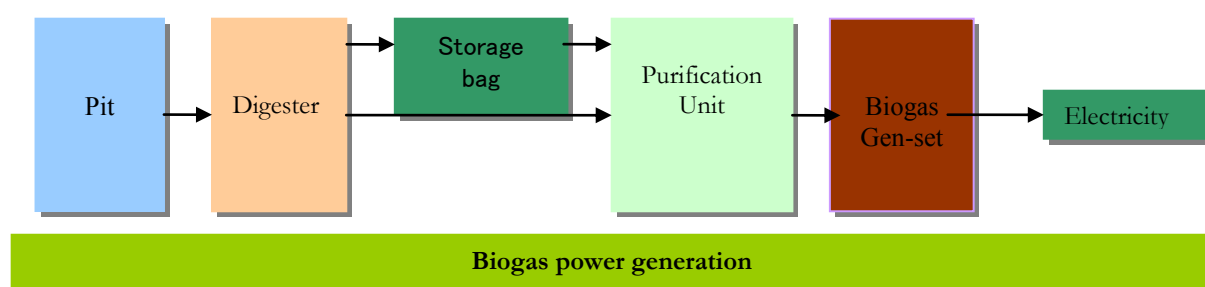 Pit
Digester
Storage
bag
Purification
Unit
Biogas
Gen-set
Electricity
Biogas power generation